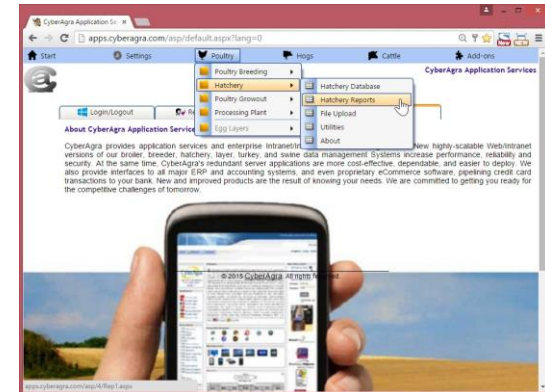 CyberAgra Application Se
apps.cyberagra.com/asp/default.aspx?lang=0
New
Start Settings Poultry Hogs Cattle Add-ons
CyberAgra Application Services
Poultry Breeding
Hatchery
Poultry Growout
Processing Plant
Egg Layers
Hatchery Database
Hatchery Reports
File Upload
Utilities
About
Login/Logout Re
About CyberAgra Application Service
CyberAgra provides application services and enterprise Intranet/In New highly-scalable Web/Intranet
versions of our broiler, breeder, hatchery, layer, turkey, and swine data management Systems increase performance, reliability and
security. At the same time, CyberAgra's redundant server applications are more cost-effective, dependable, and easier to deploy. We
also provide interfaces to all major ERP and accounting systems, and even proprietary eCommerce software, pipelining credit card
transactions to your bank. New and improved products are the result of knowing your needs. We are committed to getting you ready for
the competitive challenges of tomorrow.
© 2015 CyberAgra. All rights reserved
apps.cyberagra.com/asp/4/Rep1.aspx